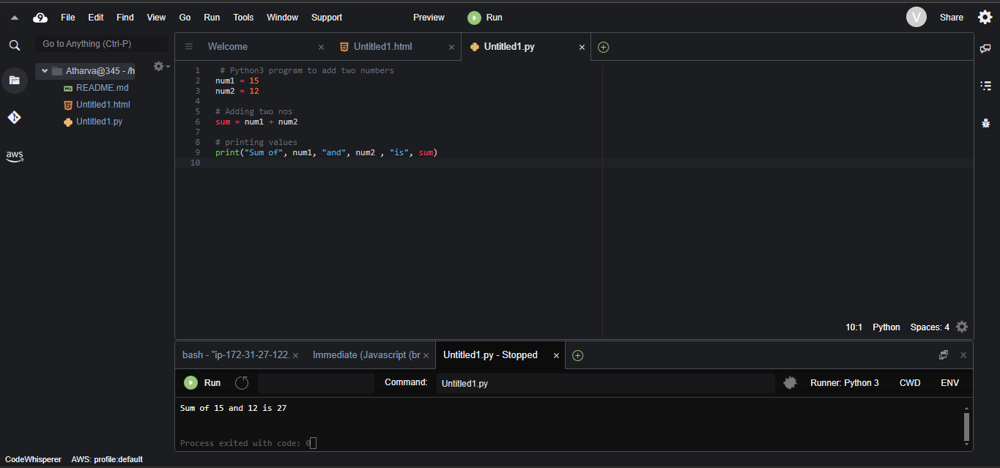 9 File Edit Find View Go Run Tools Window Support Preview Run V Share
Go to Anything (Ctrl-P)
Welcome Untitled1.html Untitled1.py
Atharva@345 - /h
README.md
Untitled1.html
Untitled1.py
aws
1 # Python3 program to add two numbers
2 num1 = 15
3 num2 = 12
4
5 # Adding two nos
6 sum = num1 + num2
7
8 # printing values
9 print("Sum of", num1, "and", num2 , "is", sum)
10
10:1 Python Spaces: 4
bash - "ip-172-31-27-122. Immediate (Javascript (br Untitled1.py - Stopped
Run Command: Untitled1.py Runner: Python 3 CWD ENV
Sum of 15 and 12 is 27
Process exited with code: 0
CodeWhisperer AWS: profile:default